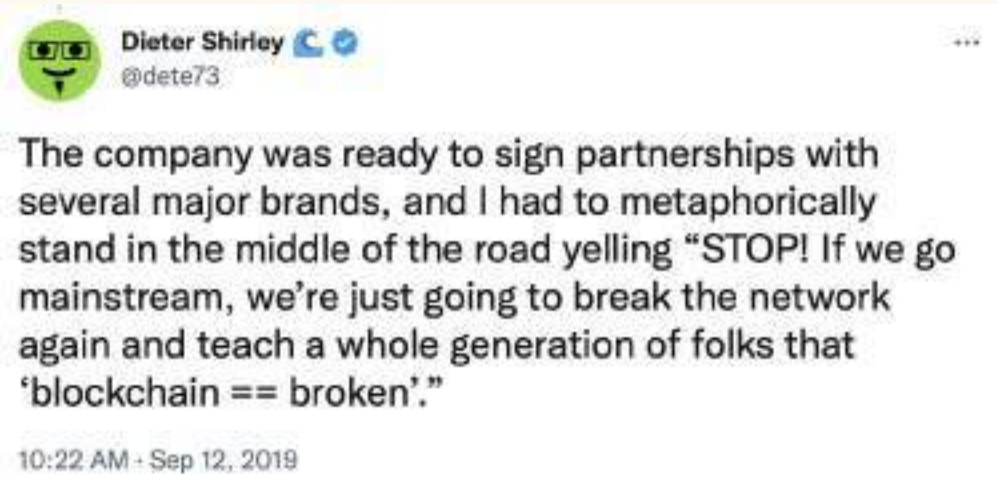 Dieter Shirley
@dete73
The company was ready to sign partnerships with
several major brands, and I had to metaphorically
stand in the middle of the road yelling “STOP! If we go
mainstream, we’re just going to break the network
again and teach a whole generation of folks that
‘blockchain == broken’.”
10:22 AM · Sep 12, 2019